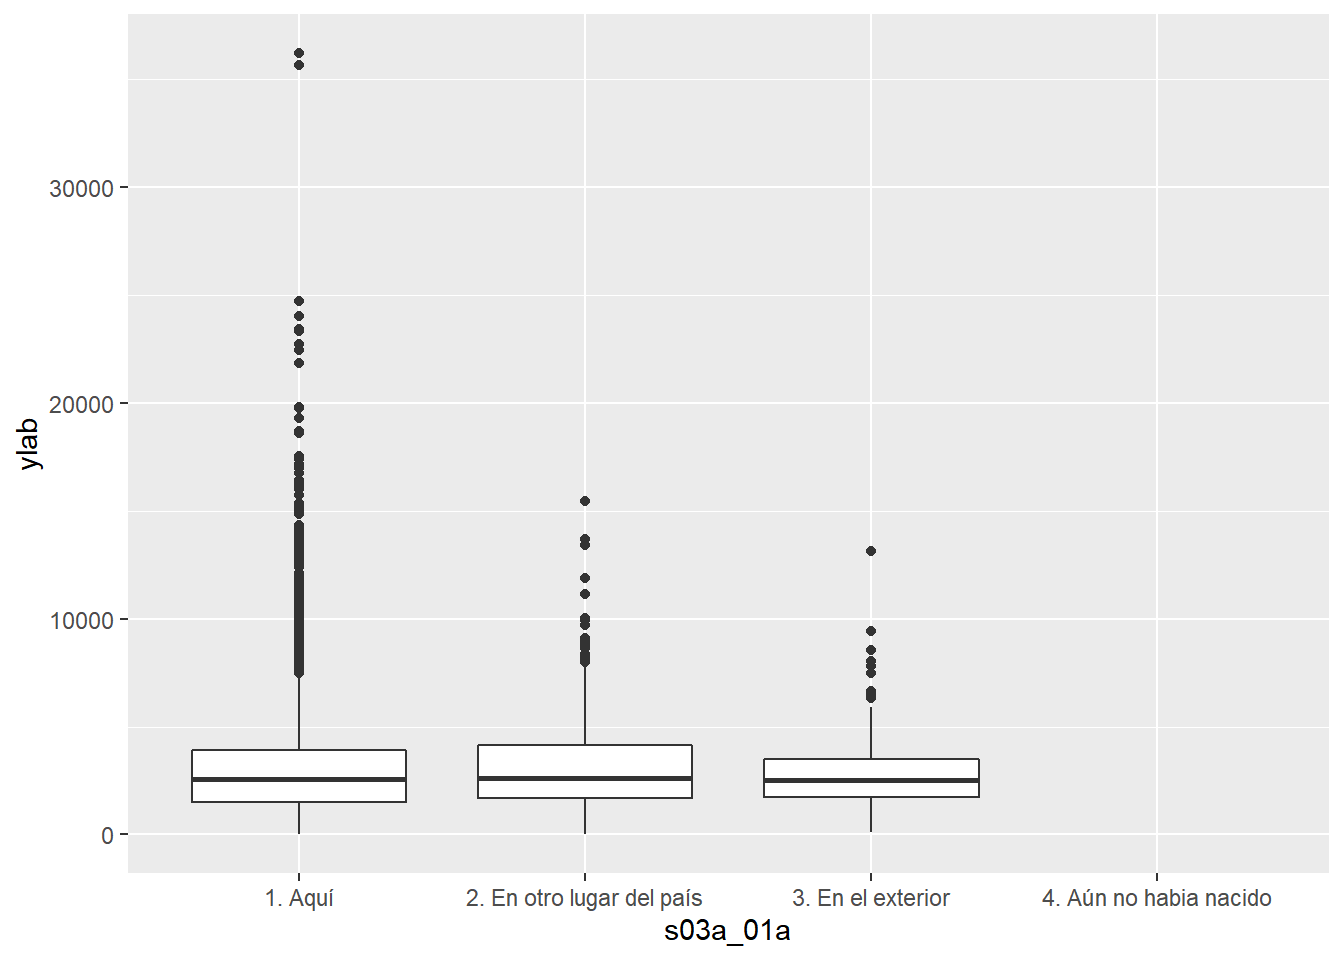 30000
20000
10000
0
ylab
1. Aquí
2. En otro lugar del país
3. En el exterior
4. Aún no habia nacido
s03a_01a